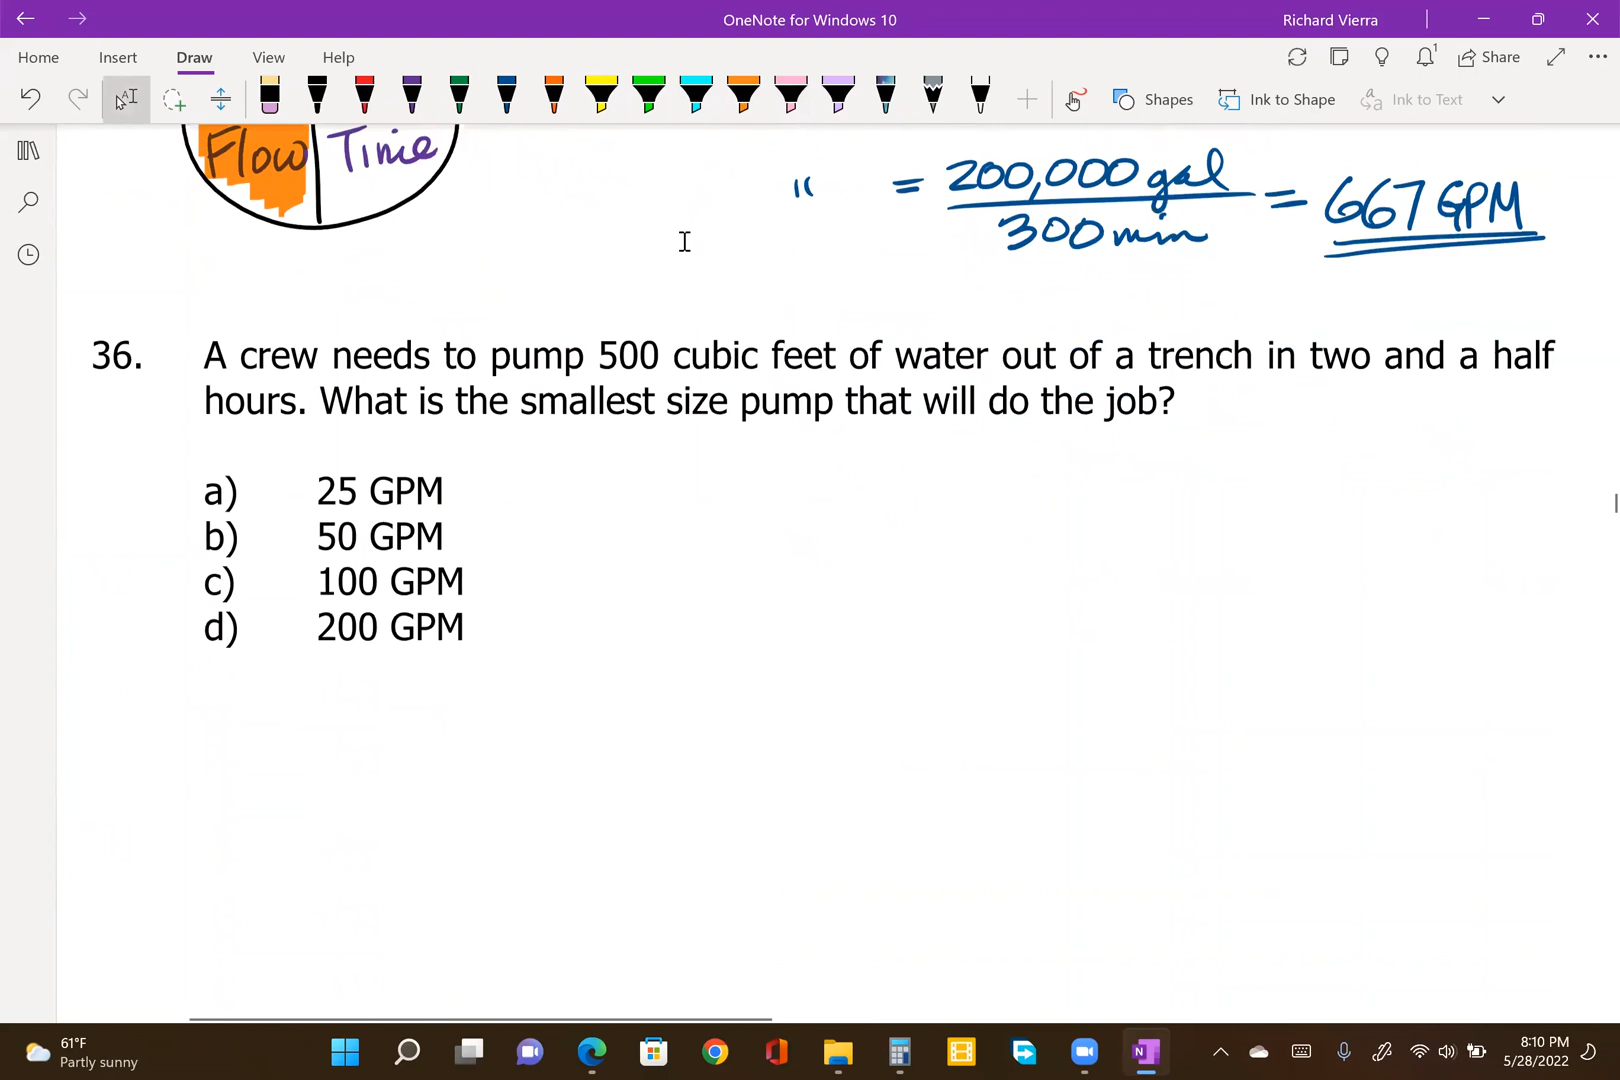 OneNote for Windows 10
Richard Vierra
Home Insert Draw View Help
1
Share
Shapes
Ink to Shape
Ink to Text
Flow Time
" = 200,000 gal
300 min
= 667 GPM
36. A crew needs to pump 500 cubic feet of water out of a trench in two and a half
hours. What is the smallest size pump that will do the job?
a) 25 GPM
b) 50 GPM
c) 100 GPM
d) 200 GPM
61°F
Partly sunny
8:10 PM
5/28/2022